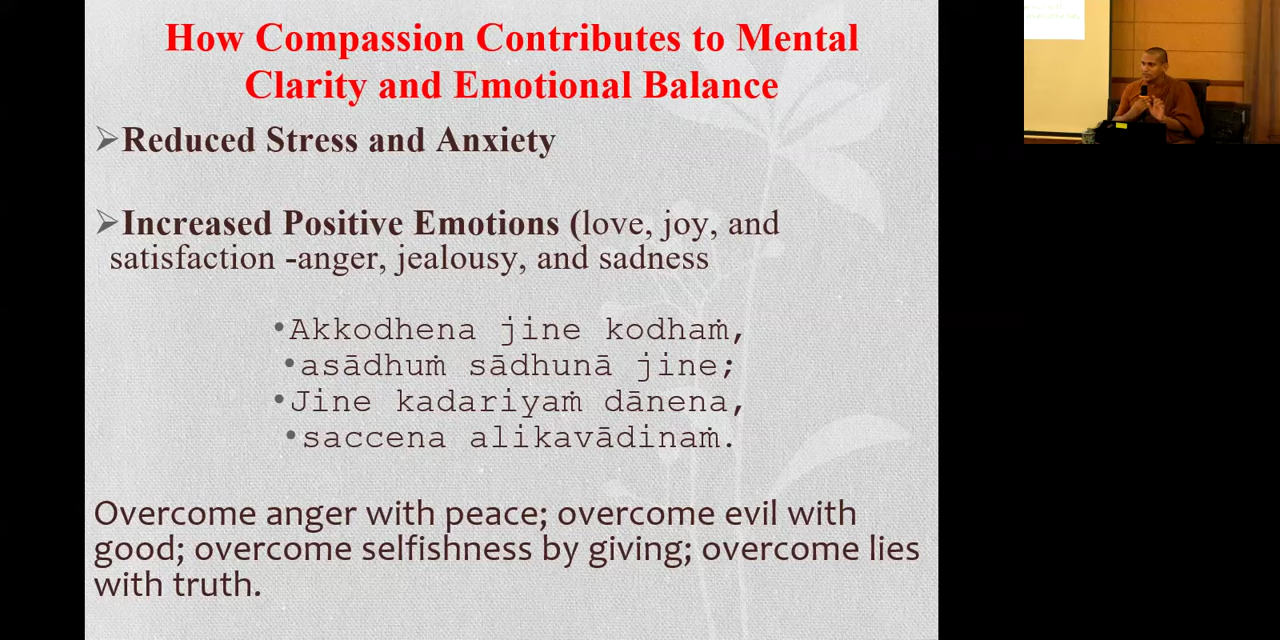 How Compassion Contributes to Mental
Clarity and Emotional Balance
➢Reduced Stress and Anxiety
➢Increased Positive Emotions (love, joy, and
satisfaction -anger, jealousy, and sadness
•Akkodhena jine kodhaṁ,
•asādhuṁ sādhunā jine;
•Jine kadariyaṁ dānena,
•saccena alikavādinaṁ.
Overcome anger with peace; overcome evil with
good; overcome selfishness by giving; overcome lies
with truth.